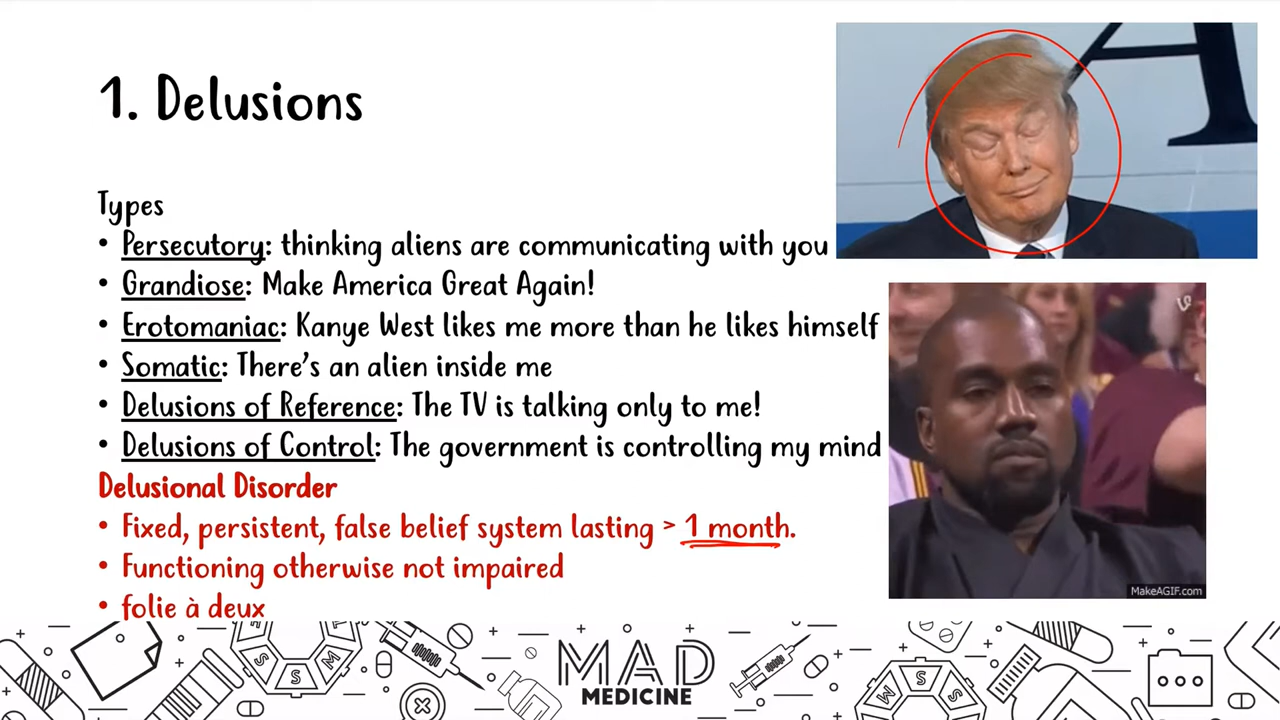 1. Delusions
Types
• Persecutory: thinking aliens are communicating with you
• Grandiose: Make America Great Again!
• Erotomaniac: Kanye West likes me more than he likes himself
• Somatic: There's an alien inside me
• Delusions of Reference: The TV is talking only to me!
• Delusions of Control: The government is controlling my mind
Delusional Disorder
• Fixed, persistent, false belief system lasting > 1 month.
• Functioning otherwise not impaired
• folie à deux
A
MakeAGIF.com
MAD
MEDICINE